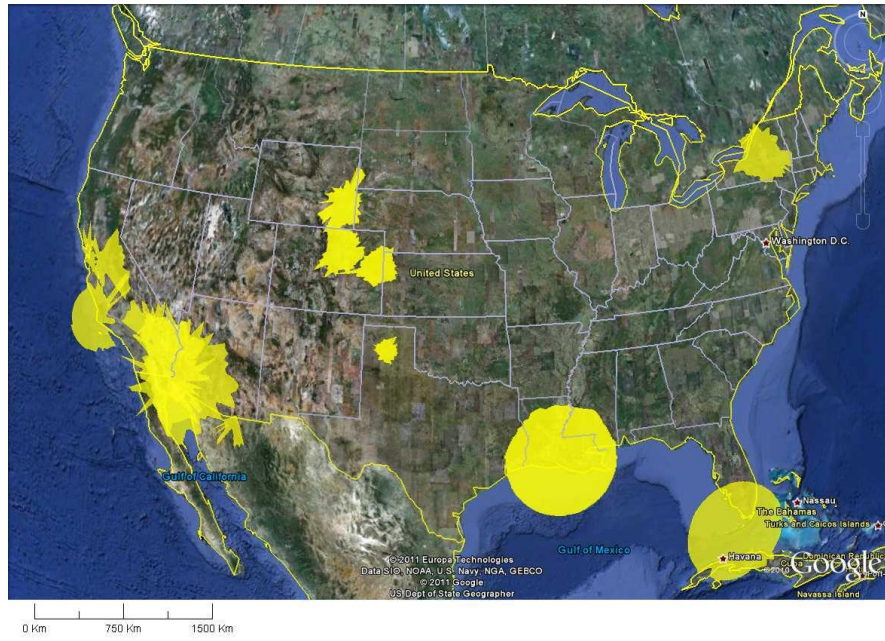 N
Washington D.C.
United States
Gulf of California
Nassau
The Bahamas
Turks and Caicos Islands
Gulf of Mexico
Havana
Cuba
Dominican Republic
© 2011 Europa Technologies
Data SIO, NOAA, U.S. Navy, NGA, GEBCO
© 2011 Google
US Dept of State Geographer
©2010
Google
Navassa Island
0 Km 750 Km 1500 Km